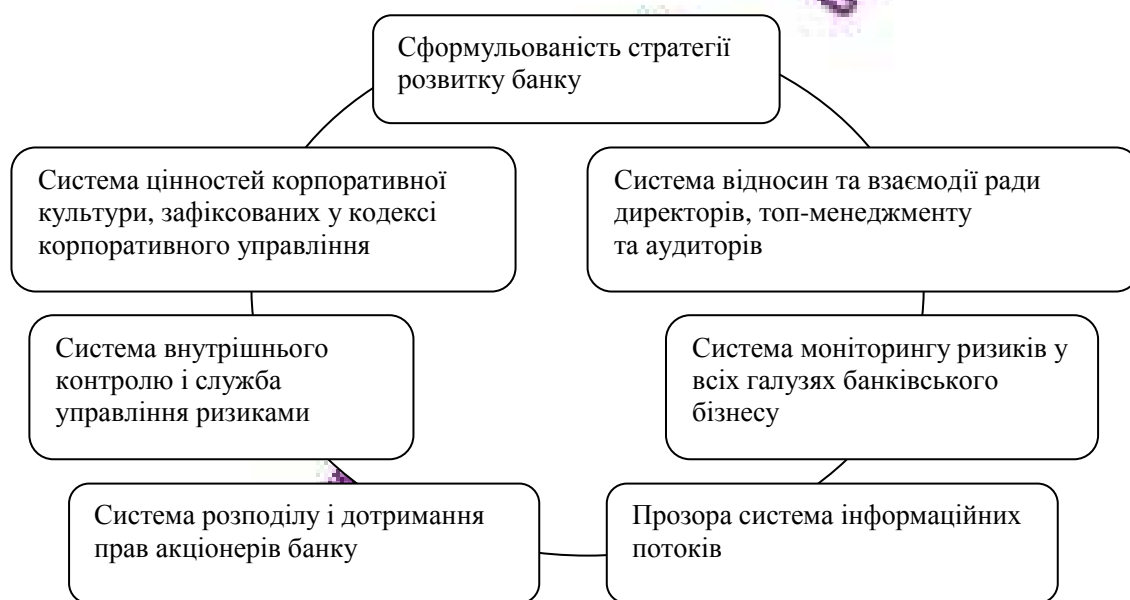 Сформульованість стратегії
розвитку банку
Система цінностей корпоративної
культури, зафіксованих у кодексі
корпоративного управління
Система відносин та взаємодії ради
директорів, топ-менеджменту
та аудиторів
Система внутрішнього
контролю і служба
управління ризиками
Система моніторингу ризиків у
всіх галузях банківського
бізнесу
Система розподілу і дотримання
прав акціонерів банку
Прозора система інформаційних
потоків